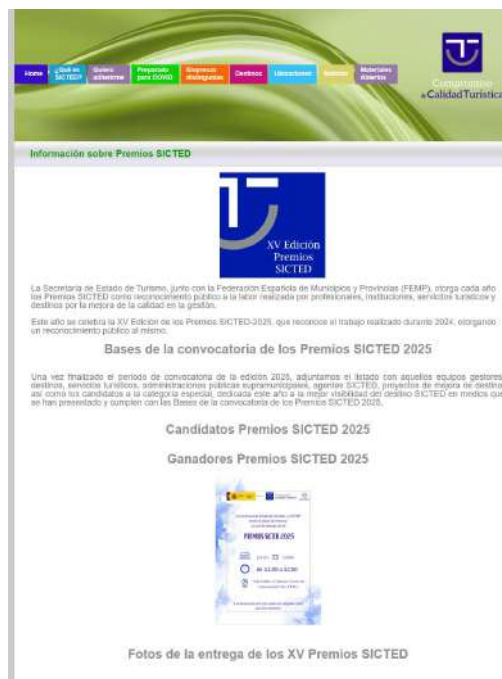 Home
¿Qué es SICTED?
Quiero adherirme
Preparado para COVID
Empresas distinguidas
Destinos
Ubicaciones
Materiales abiertos
Compromiso
de Calidad Turística
Información sobre Premios SICTED
XV Edición
Premios
SICTED
La Secretaría de Estado de Turismo, junto con la Federación Española de Municipios y Provincias (FEMP), otorga cada año
los Premios SICTED como reconocimiento público a la labor realizada por profesionales, instituciones, servicios turísticos y
destinos por la mejora de la calidad en la gestión.
Este año se celebra la XV Edición de los Premios SICTED-2025, que reconoce el trabajo realizado durante 2024, otorgando
un reconocimiento público al mismo.
Bases de la convocatoria de los Premios SICTED 2025
Una vez finalizado el periodo de convocatoria de la edición 2025, adjuntamos el listado con aquellos equipos gestores
destinos, servicios turísticos, administraciones públicas supramunicipales, agentes SICTED, proyectos de mejora de destino
así como los candidatos a la categoría especial, dedicada este año a la mejor visibilidad del destino SICTED en medios que
se han presentado y cumplen con las Bases de la convocatoria de los Premios SICTED 2025.
Candidatos Premios SICTED 2025
Ganadores Premios SICTED 2025
PREMIOS SICTED 2025
Fotos de la entrega de los XV Premios SICTED